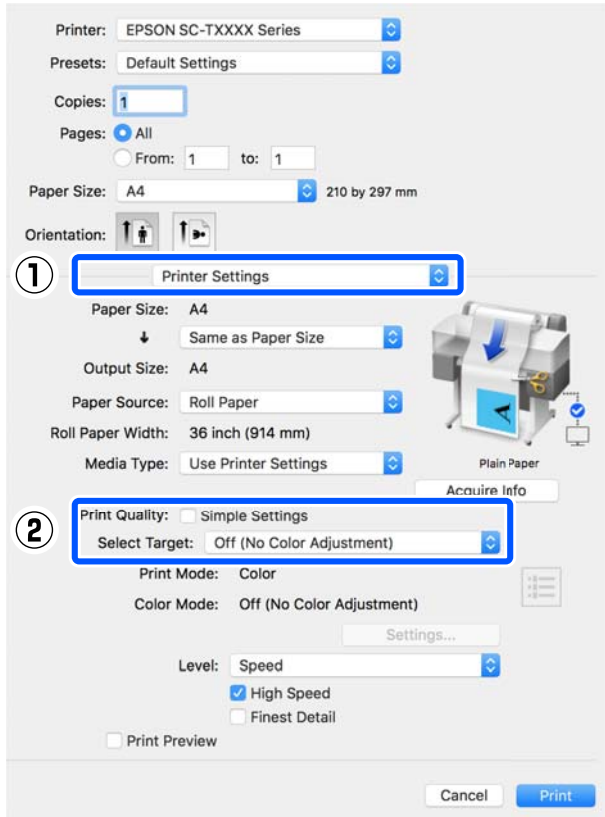 Printer: EPSON SC-TXXXX Series
Presets: Default Settings
Copies: 1
Pages: All
From: 1 to: 1
Paper Size: A4 210 by 297 mm
Orientation:
① Printer Settings
Paper Size: A4
Same as Paper Size
Output Size: A4
Paper Source: Roll Paper
Roll Paper Width: 36 inch (914 mm)
Media Type: Use Printer Settings
Plain Paper
Acquire Info
② Print Quality: Simple Settings
Select Target: Off (No Color Adjustment)
Print Mode: Color
Color Mode: Off (No Color Adjustment)
Settings...
Level: Speed
High Speed
Finest Detail
Print Preview
Cancel Print